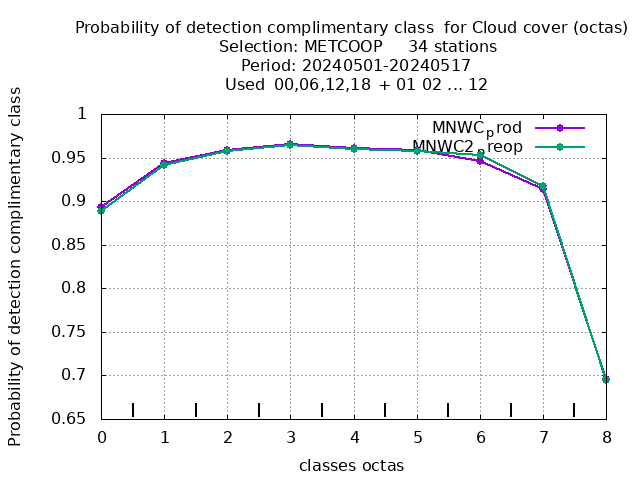 Probability of detection complimentary class  for Cloud cover (octas)
Selection: METCOOP     34 stations
Period: 20240501-20240517
Used  00,06,12,18 + 01 02 ... 12
Probability of detection complimentary class
1
0.95
0.9
0.85
0.8
0.75
0.7
0.65
MNWCprod
MNWC2preop
0 1 2 3 4 5 6 7 8
classes octas